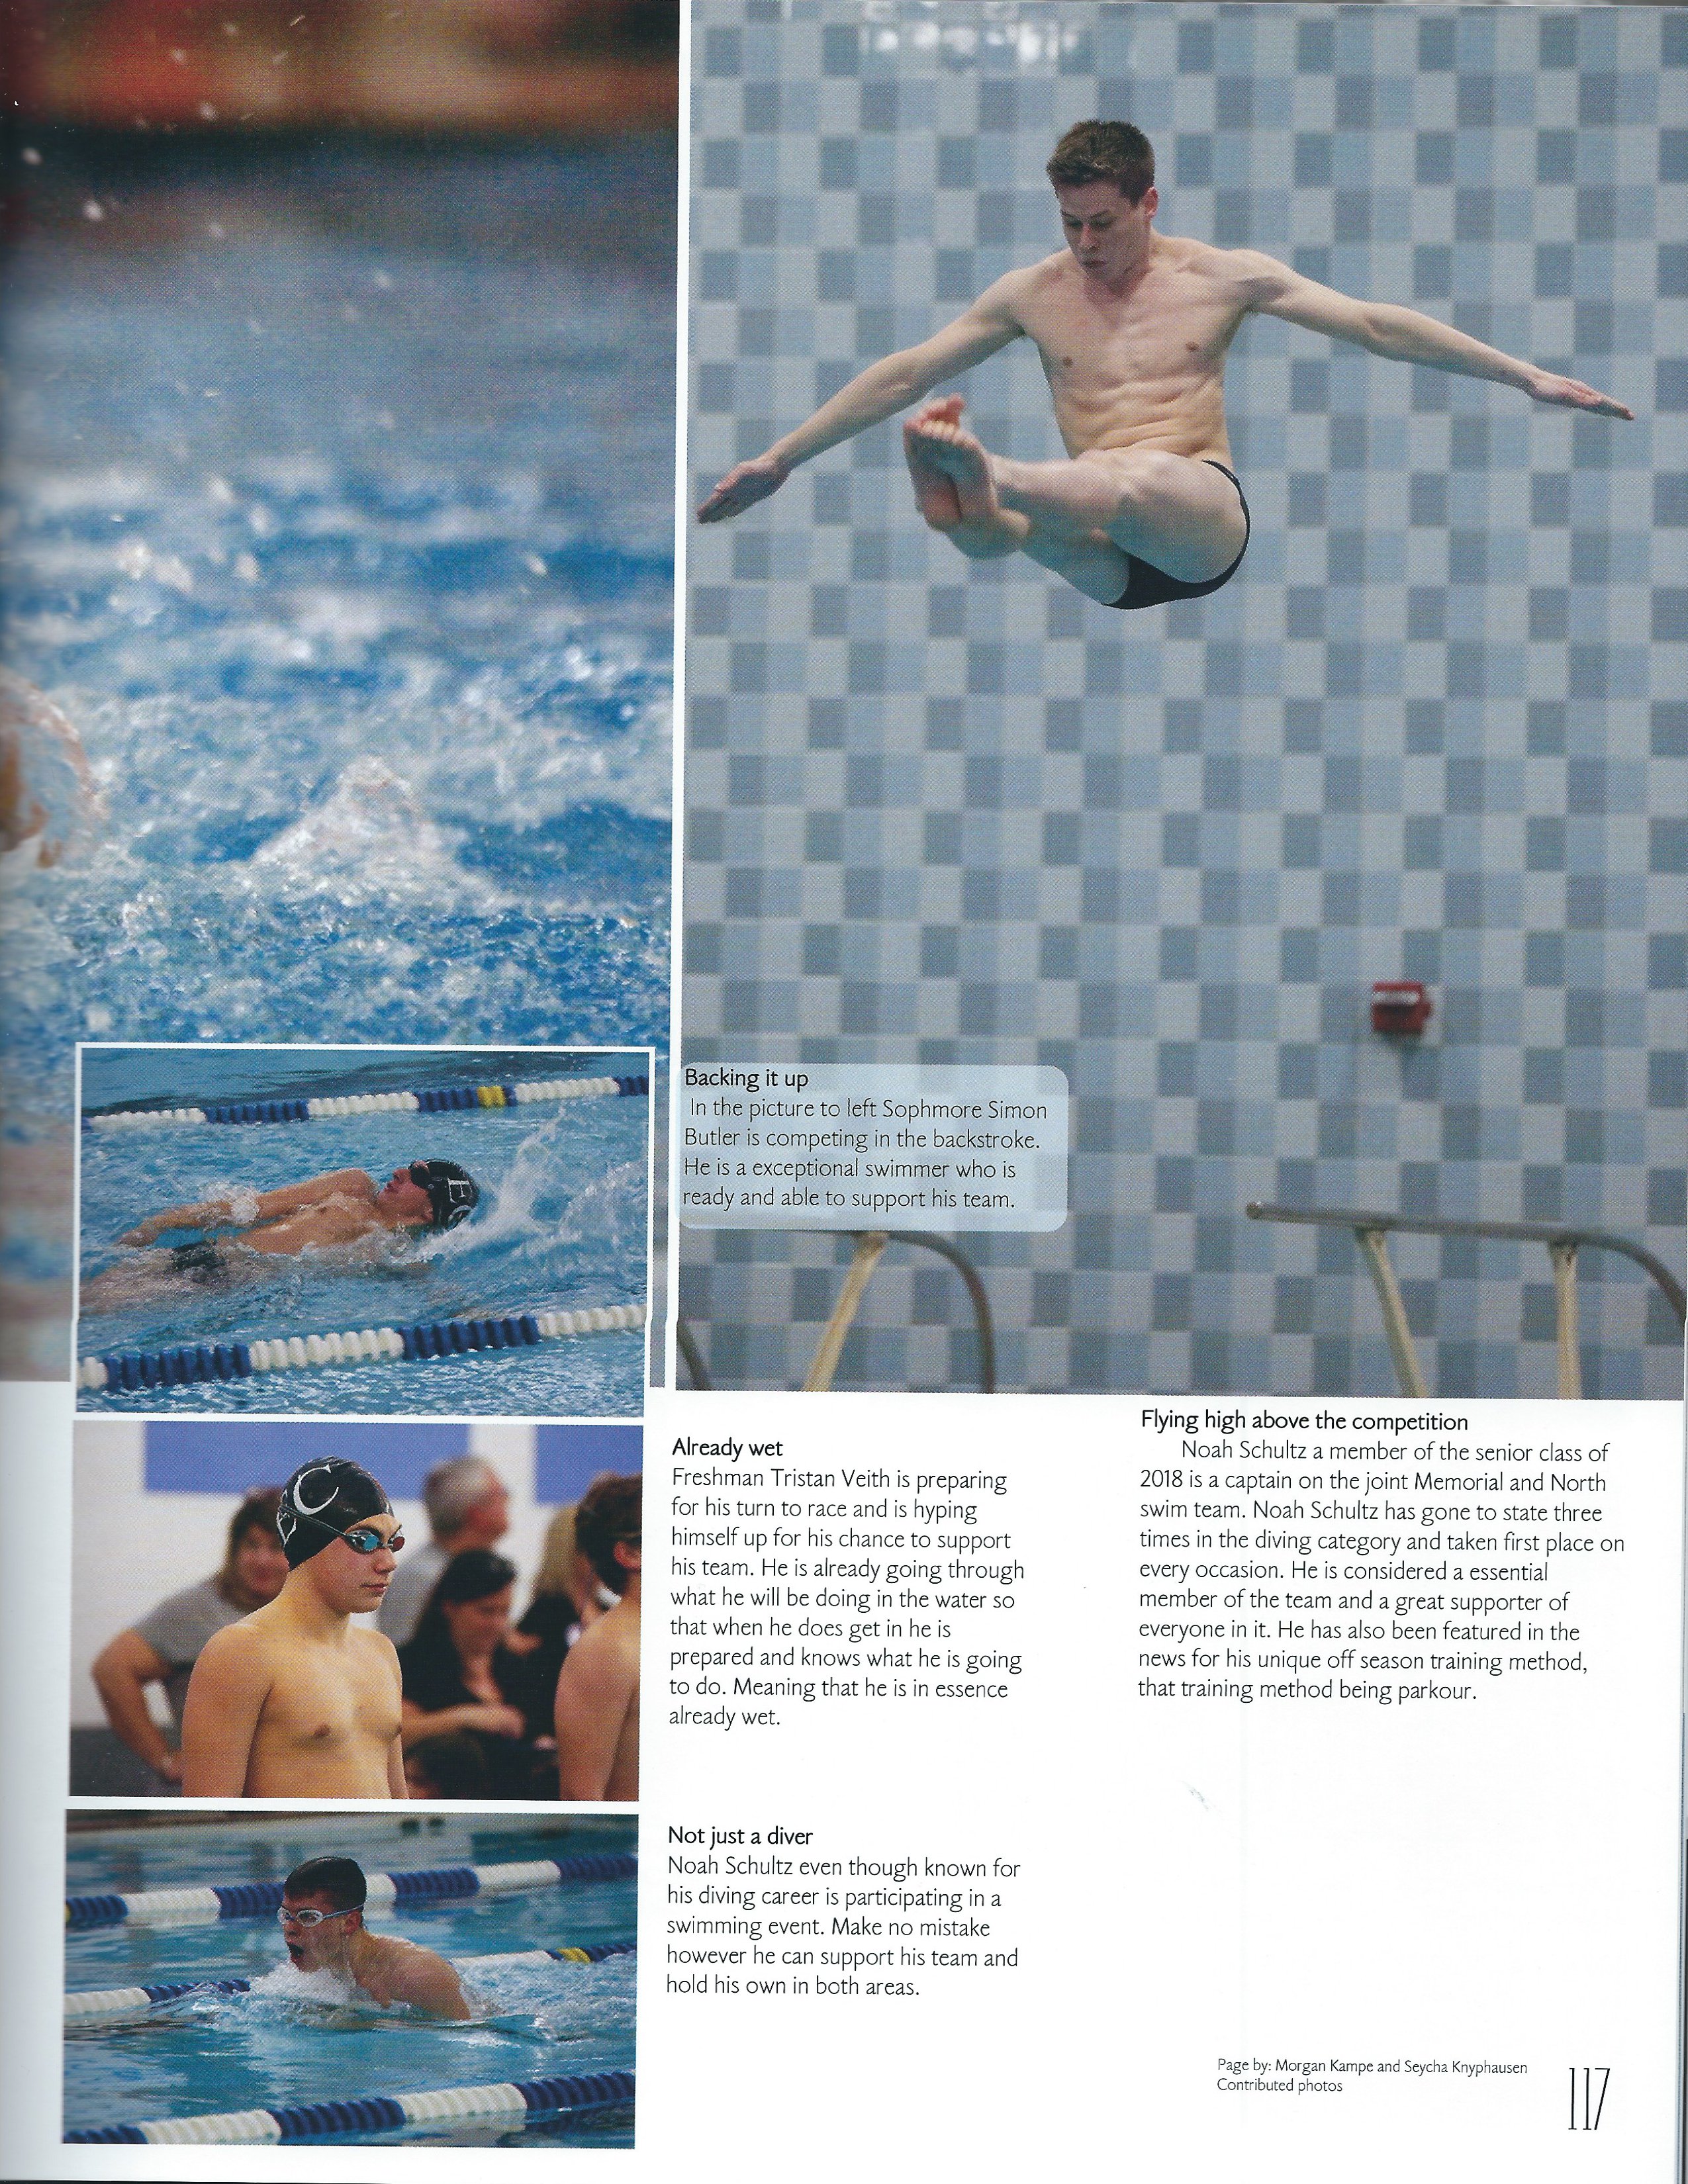 Backing it up
In the picture to left Sophmore Simon
Butler is competing in the backstroke.
He is a exceptional swimmer who is
ready and able to support his team.
Already wet
Freshman Tristan Veith is preparing
for his turn to race and is hyping
himself up for his chance to support
his team. He is already going through
what he will be doing in the water so
that when he does get in he is
prepared and knows what he is going
to do. Meaning that he is in essence
already wet.
Not just a diver
Noah Schultz even though known for
his diving career is participating in a
swimming event. Make no mistake
however he can support his team and
hold his own in both areas.
Flying high above the competition
Noah Schultz a member of the senior class of
2018 is a captain on the joint Memorial and North
swim team. Noah Schultz has gone to state three
times in the diving category and taken first place on
every occasion. He is considered a essential
member of the team and a great supporter of
everyone in it. He has also been featured in the
news for his unique off season training method,
that training method being parkour.
Page by: Morgan Kampe and Seycha Knyphausen
Contributed photos
117